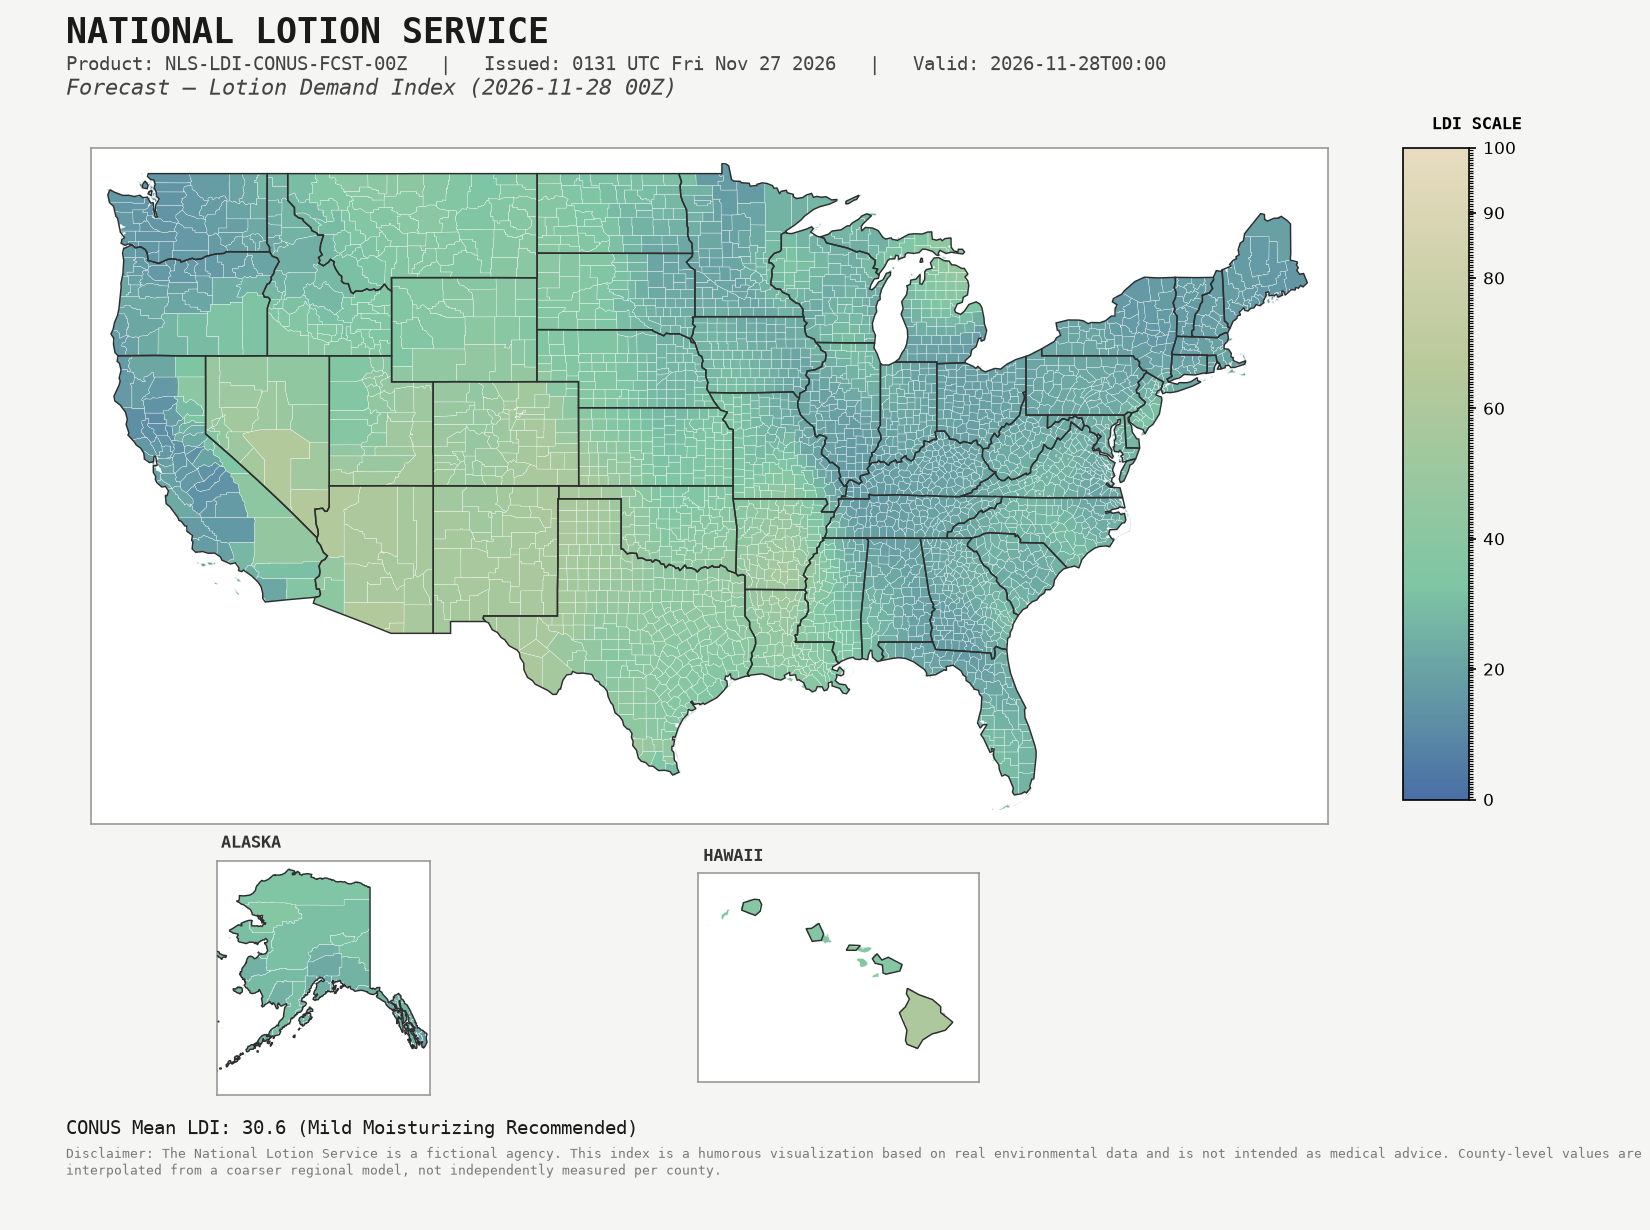 NATIONAL LOTION SERVICE
Product: NLS-LDI-CONUS-FCST-00Z | Issued: 0131 UTC Fri Nov 27 2026 | Valid: 2026-11-28T00:00
Forecast — Lotion Demand Index (2026-11-28 00Z)
LDI SCALE
100
90
80
60
40
20
0
ALASKA
HAWAII
CONUS Mean LDI: 30.6 (Mild Moisturizing Recommended)
Disclaimer: The National Lotion Service is a fictional agency. This index is a humorous visualization based on real environmental data and is not intended as medical advice. County-level values are
interpolated from a coarser regional model, not independently measured per county.